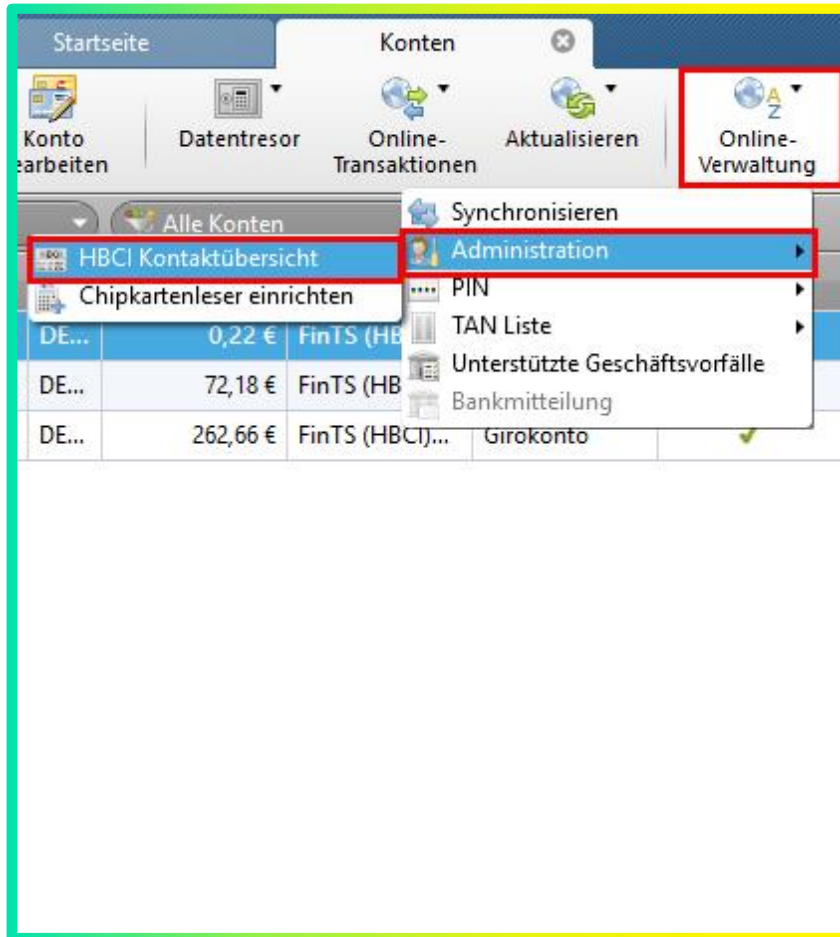 Startseite
Konten
Konto
earbeiten
Datentresor
Online-
Transaktionen
Aktualisieren
Online-
Verwaltung
Alle Konten
Synchronisieren
HBCI Kontaktübersicht
Administration
Chipkartenleser einrichten
PIN
TAN Liste
Unterstützte Geschäftsvorfälle
Bankmitteilung
DE... 0,22 € FinTS (HB
DE... 72,18 € FinTS (HB
DE... 262,66 € FinTS (HBCI)... Girokonto